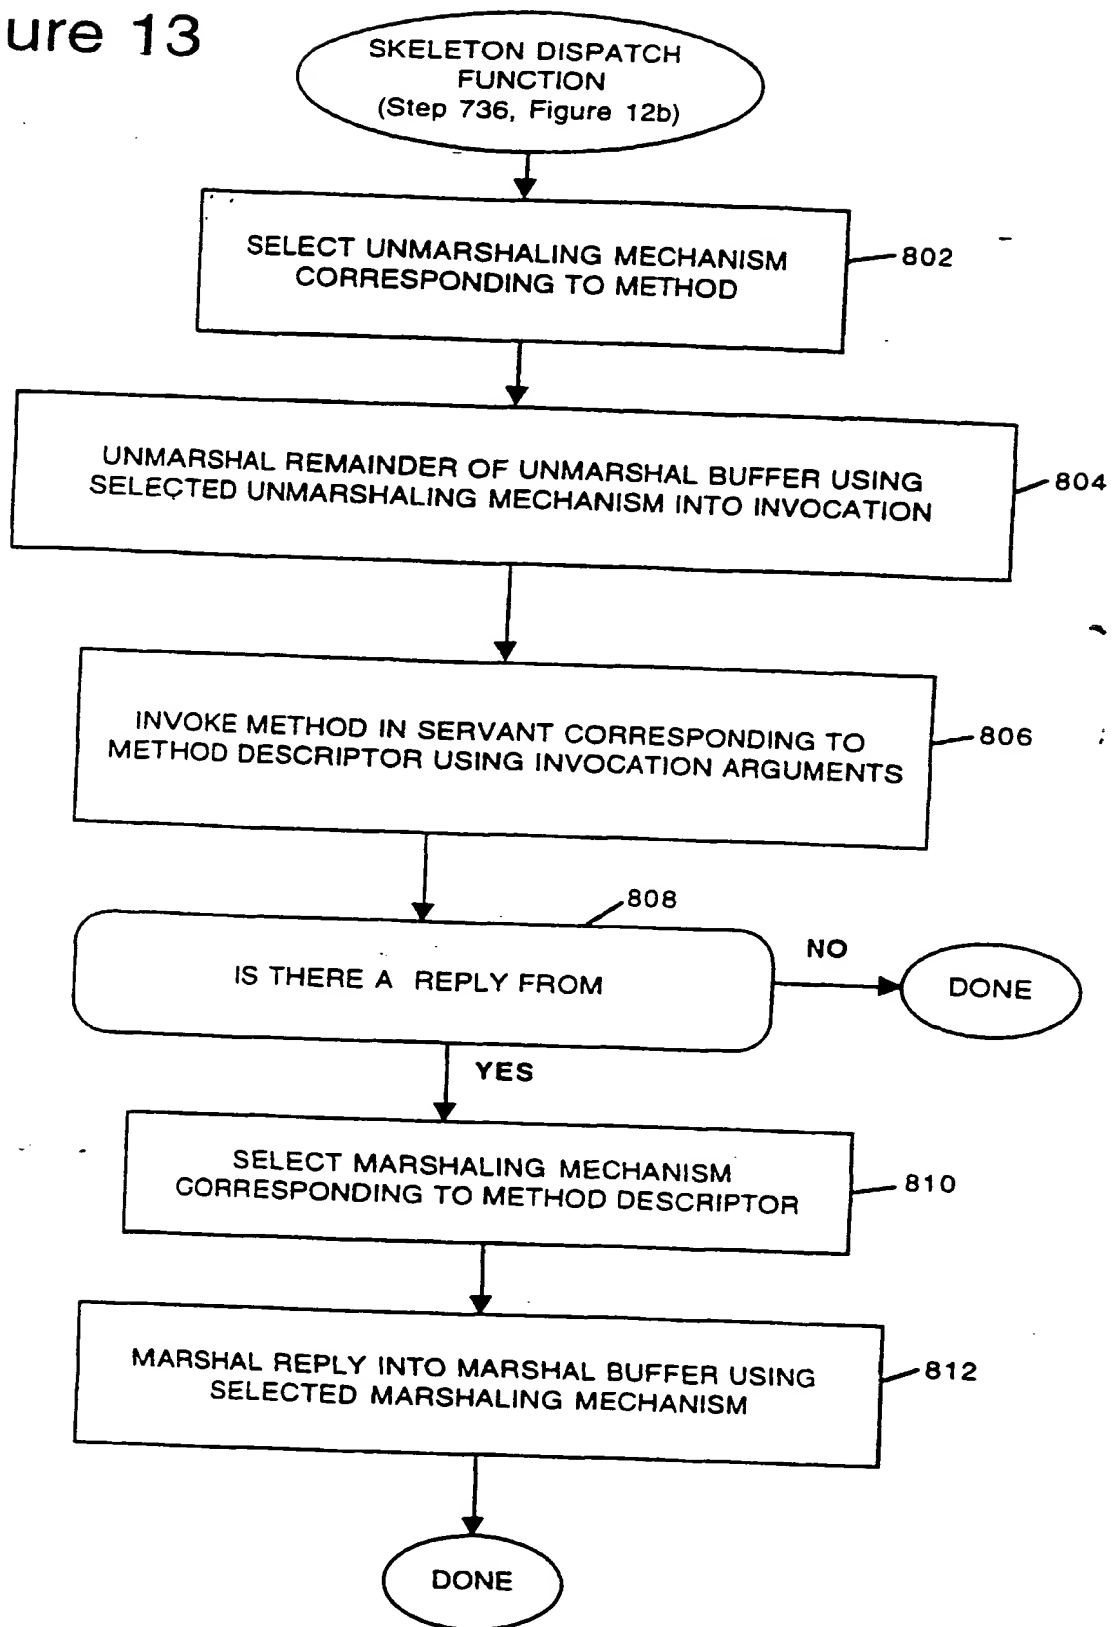 ure 13
SKELETON DISPATCH
FUNCTION
(Step 736, Figure 12b)
SELECT UNMARSHALING MECHANISM
CORRESPONDING TO METHOD
802
UNMARSHAL REMAINDER OF UNMARSHAL BUFFER USING
SELECTED UNMARSHALING MECHANISM INTO INVOCATION
804
INVOKE METHOD IN SERVANT CORRESPONDING TO
METHOD DESCRIPTOR USING INVOCATION ARGUMENTS
806
808
IS THERE A REPLY FROM
NO
DONE
YES
SELECT MARSHALING MECHANISM
CORRESPONDING TO METHOD DESCRIPTOR
810
MARSHAL REPLY INTO MARSHAL BUFFER USING
SELECTED MARSHALING MECHANISM
812
DONE